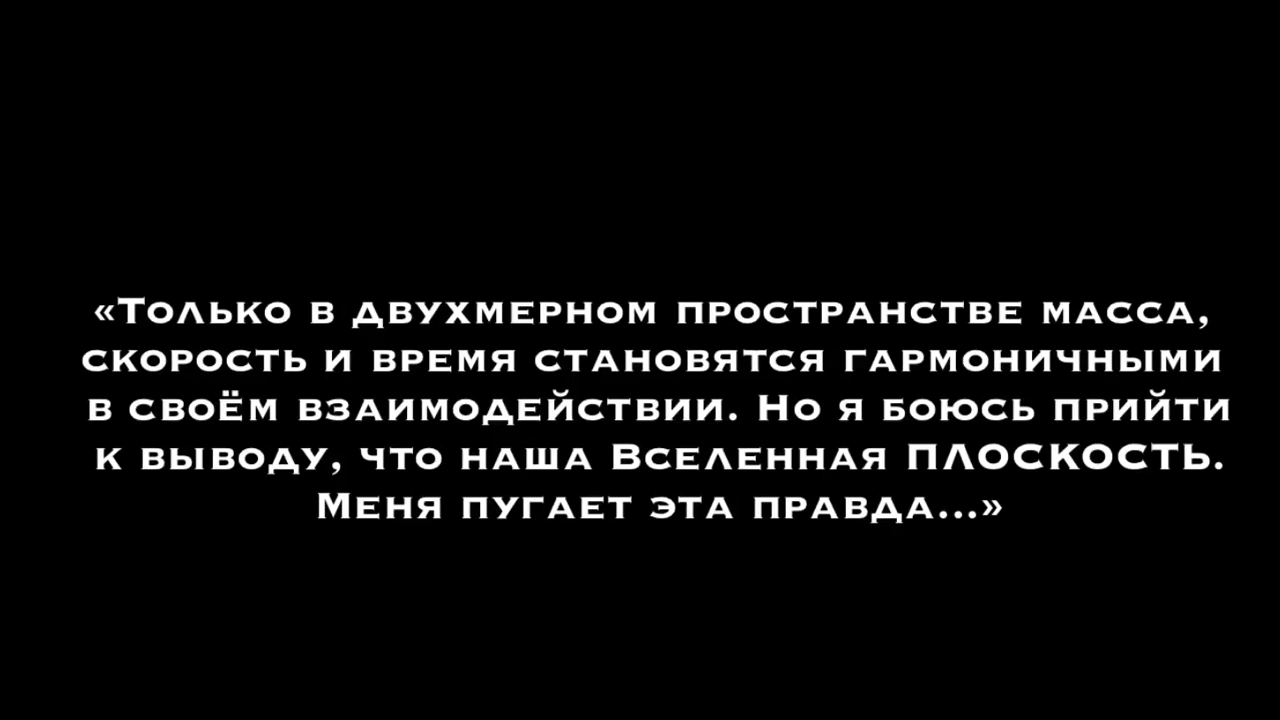 «Только в двухмерном пространстве масса,
скорость и время становятся гармоничными
в своём взаимодействии. Но я боюсь прийти
к выводу, что наша Вселенная ПЛОСКОСТЬ.
Меня пугает эта правда...»